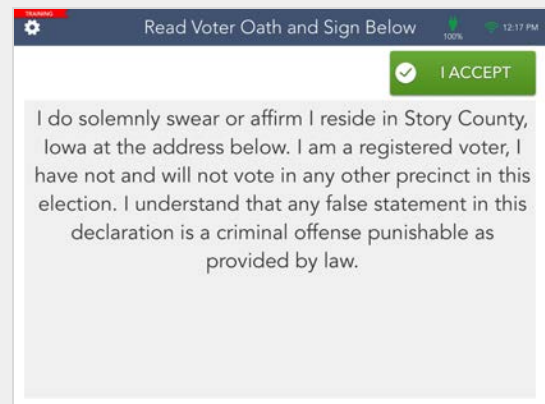 TRAINING
Read Voter Oath and Sign Below
100%
12:17 PM
I ACCEPT
I do solemnly swear or affirm I reside in Story County,
Iowa at the address below. I am a registered voter, I
have not and will not vote in any other precinct in this
election. I understand that any false statement in this
declaration is a criminal offense punishable as
provided by law.